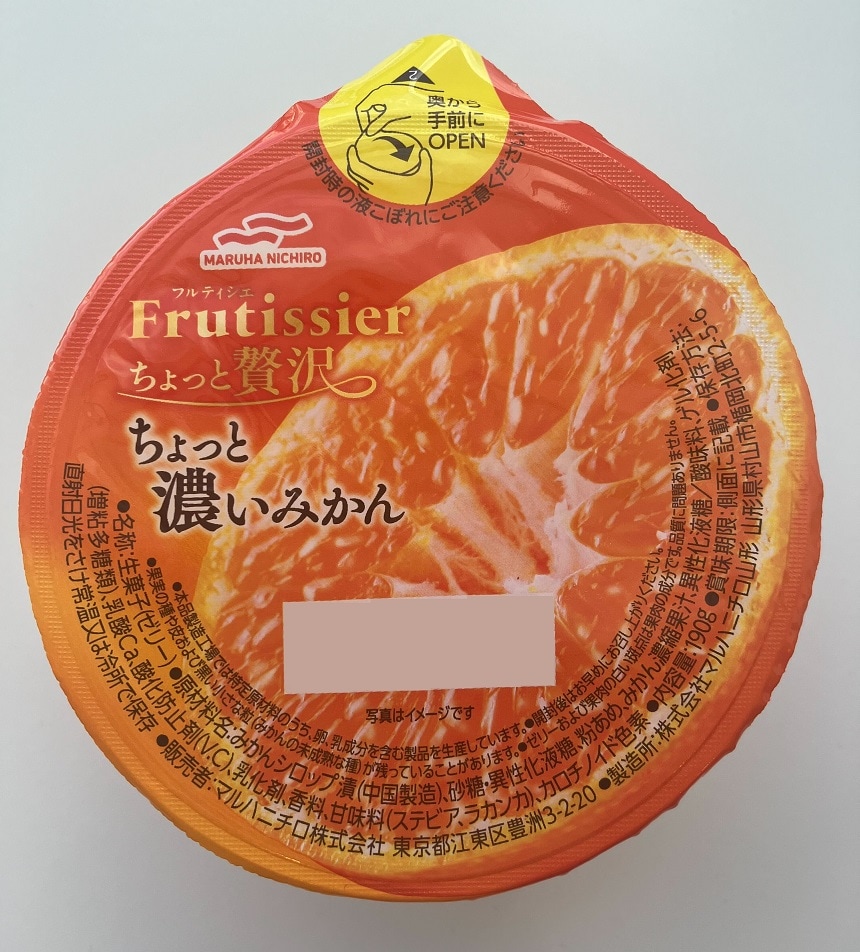 乙
奥から
手前に
OPEN
開封時の液こぼれにご注意ください
MARUHA NICHIRO
フルティシエ
Frutissier
ちょっと贅沢
ちょっと
濃いみかん
写真はイメージです
●本品製造工場では特定原材料のうち、卵、乳成分を含む製品を生産しています。●開封後はお早めにお召し上がりください。
●果実の種や皮および黒い小さな粒(みかんの未成熟な種)が残っていることがあります。●ゼリーおよび果肉の白い斑点は果肉の成分です。品質に問題ありません。
●名称:生菓子(ゼリー)●原材料名:みかんシロップ漬(中国製造)、砂糖・異性化液糖、粉あめ、みかん濃縮果汁、異性化液糖/酸味料、ゲル化剤
(増粘多糖類)、乳酸Ca、酸化防止剤(VC)、乳化剤、香料、甘味料(ステビア、ラカンカ)、カロチノイド色素 ●内容量:190g ●賞味期限:側面に記載 ●保存方法:
直射日光をさけ常温又は冷所で保存 ●販売者:マルハニチロ株式会社 東京都江東区豊洲3-2-20 ●製造所:株式会社マルハニチロ山形 山形県村山市楯岡北町2-5-6